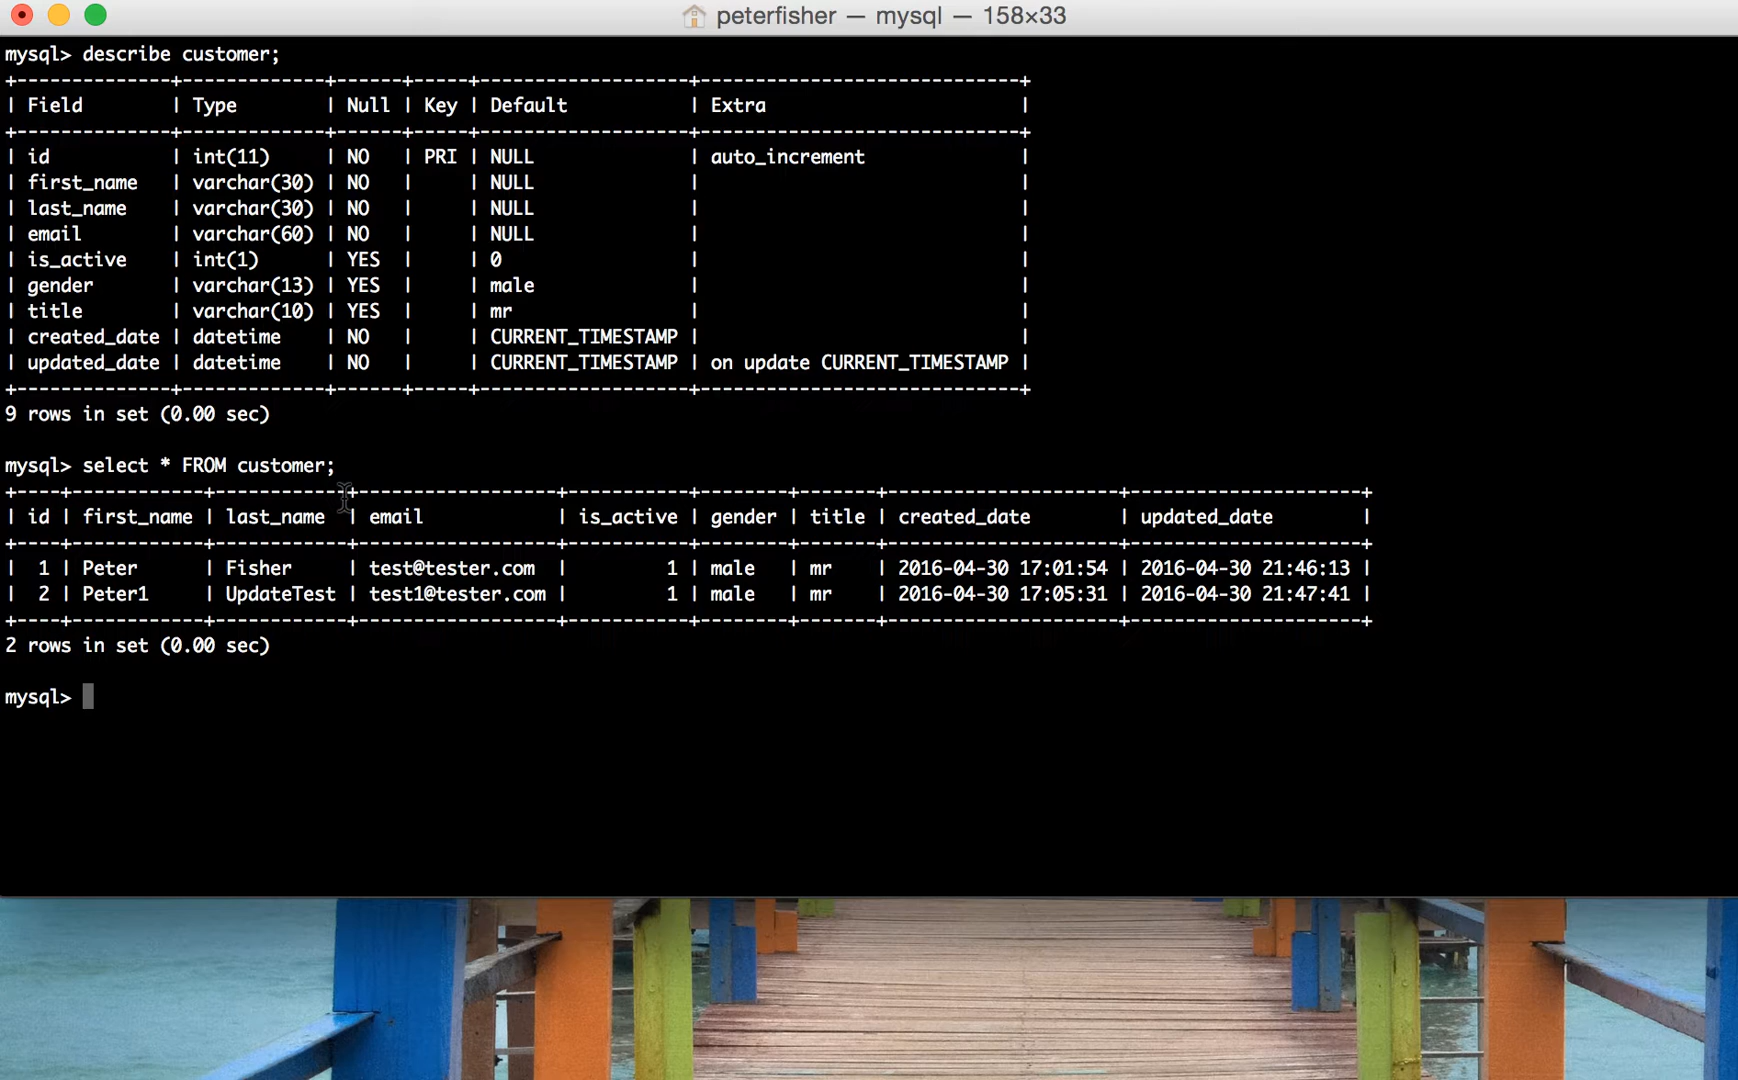 peterfisher — mysql — 158×33
mysql> describe customer;
+---------------+-------------+------+-----+-------------------+-----------------------------+
| Field | Type | Null | Key | Default | Extra |
+---------------+-------------+------+-----+-------------------+-----------------------------+
| id | int(11) | NO | PRI | NULL | auto_increment |
| first_name | varchar(30) | NO | | NULL | |
| last_name | varchar(30) | NO | | NULL | |
| email | varchar(60) | NO | | NULL | |
| is_active | int(1) | YES | | 0 | |
| gender | varchar(13) | YES | | male | |
| title | varchar(10) | YES | | mr | |
| created_date | datetime | NO | | CURRENT_TIMESTAMP | |
| updated_date | datetime | NO | | CURRENT_TIMESTAMP | on update CURRENT_TIMESTAMP |
+---------------+-------------+------+-----+-------------------+-----------------------------+
9 rows in set (0.00 sec)
mysql> select * FROM customer;
+----+------------+------------+------------------+-----------+--------+-------+---------------------+---------------------+
| id | first_name | last_name | email | is_active | gender | title | created_date | updated_date |
+----+------------+------------+------------------+-----------+--------+-------+---------------------+---------------------+
| 1 | Peter | Fisher | test@tester.com | 1 | male | mr | 2016-04-30 17:01:54 | 2016-04-30 21:46:13 |
| 2 | Peter1 | UpdateTest | test1@tester.com | 1 | male | mr | 2016-04-30 17:05:31 | 2016-04-30 21:47:41 |
+----+------------+------------+------------------+-----------+--------+-------+---------------------+---------------------+
2 rows in set (0.00 sec)
mysql>